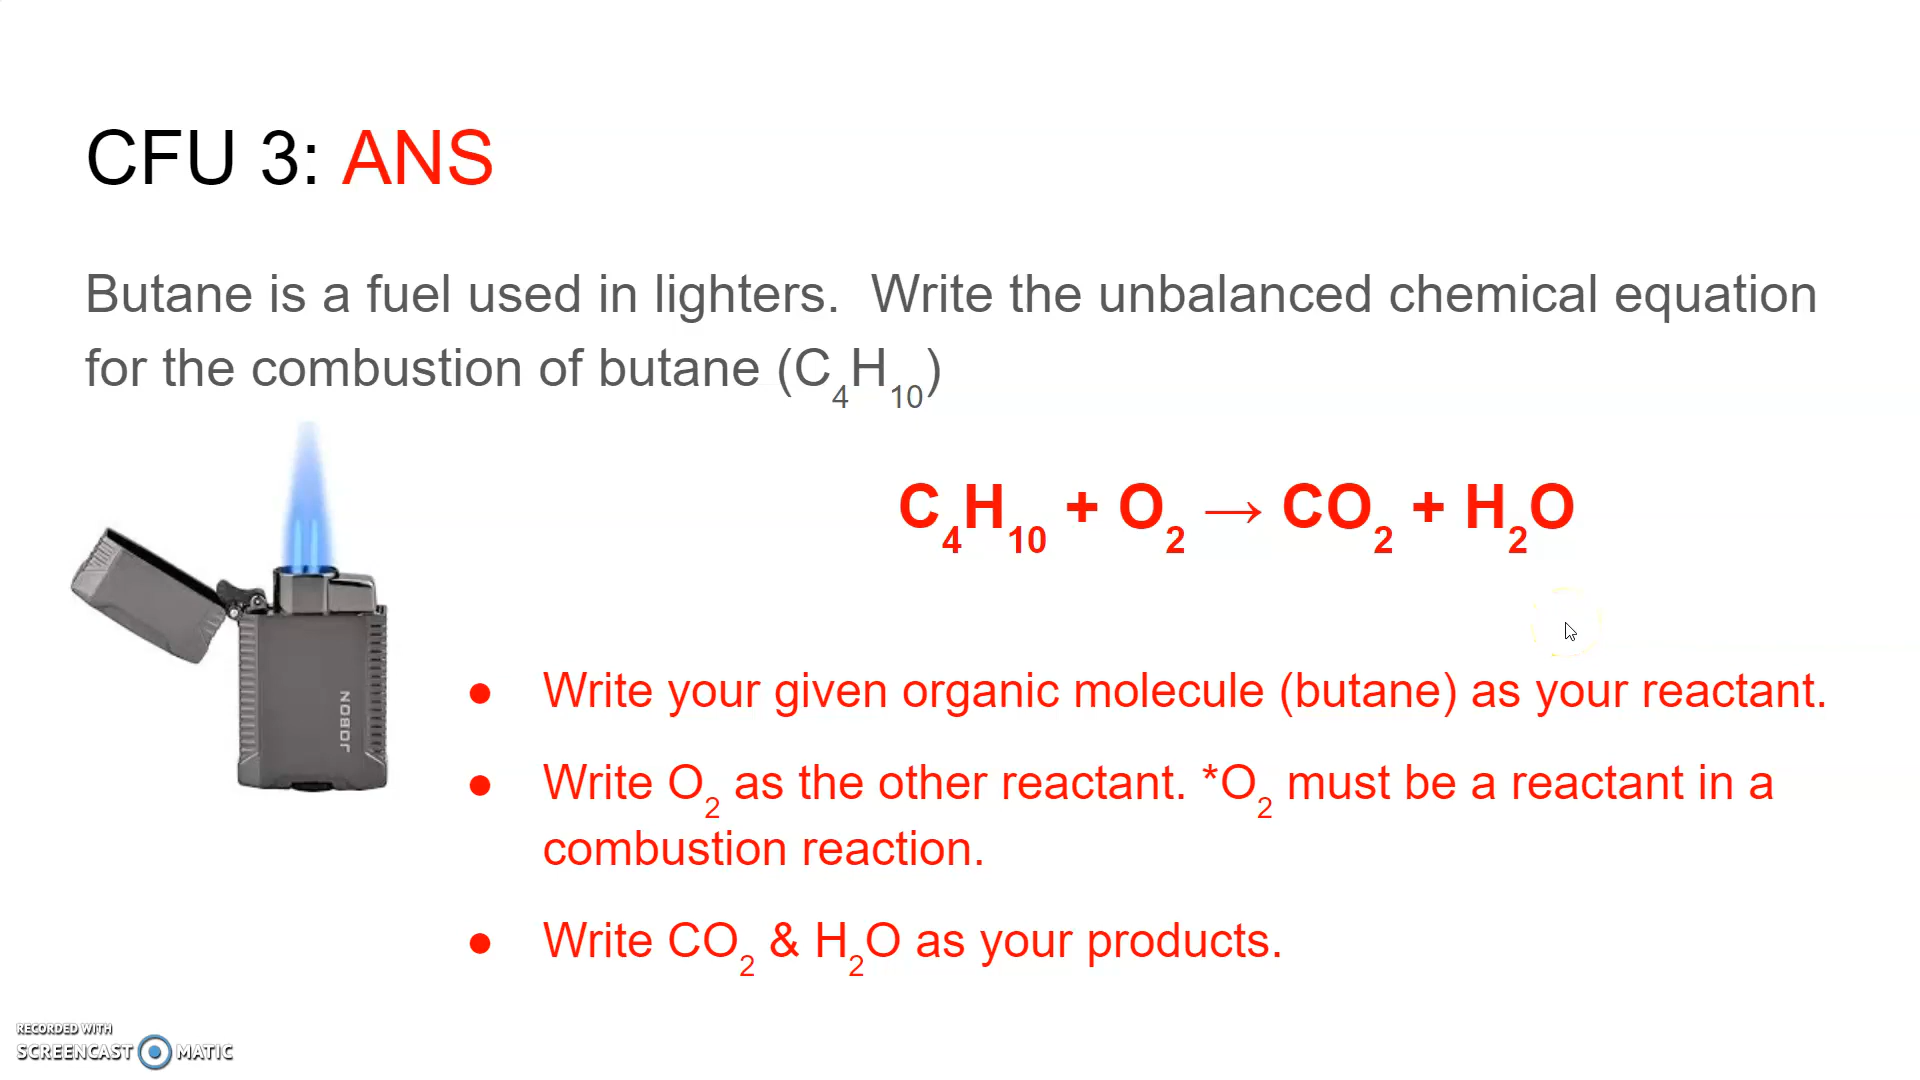 CFU 3: ANS
Butane is a fuel used in lighters.  Write the unbalanced chemical equation
for the combustion of butane (C₄H₁₀)
C₄H₁₀ + O₂ → CO₂ + H₂O
JOBON
● Write your given organic molecule (butane) as your reactant.
● Write O₂ as the other reactant. *O₂ must be a reactant in a
combustion reaction.
● Write CO₂ & H₂O as your products.
RECORDED WITH
SCREENCAST MATIC